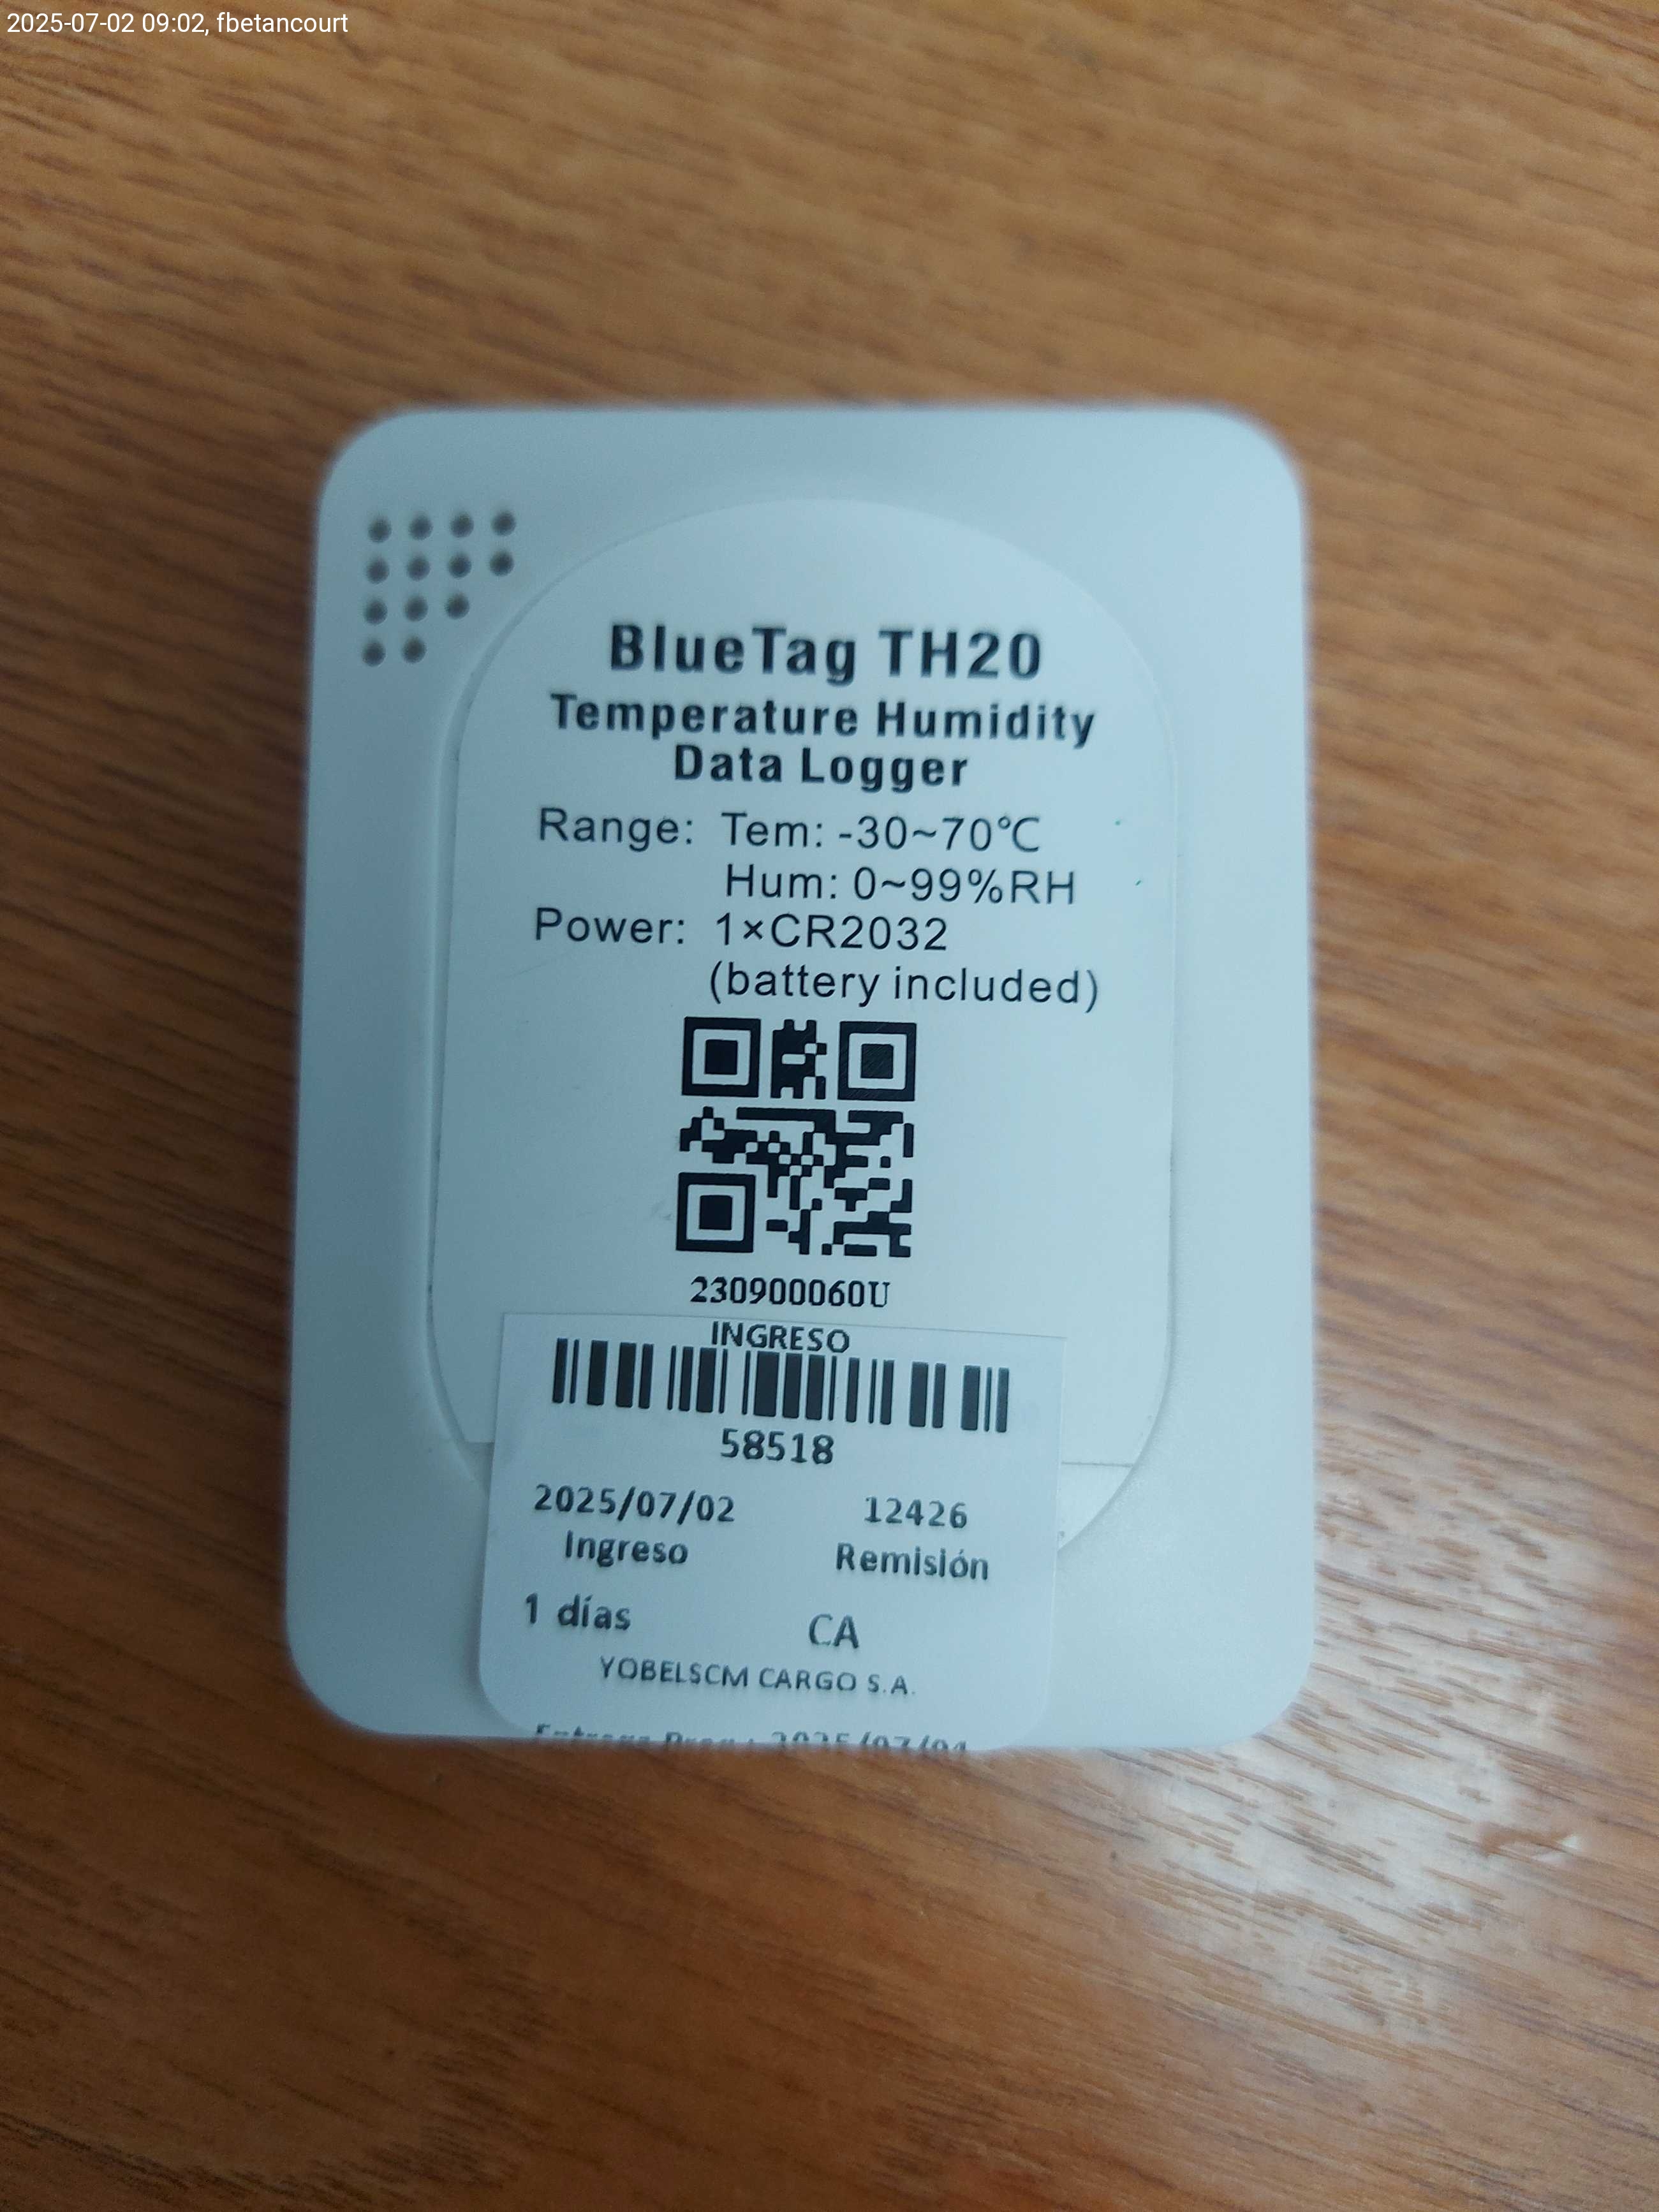 2025-07-02 09:02, fbetancourt
BlueTag TH20
Temperature Humidity
Data Logger
Range: Tem: -30~70℃
Hum: 0~99%RH
Power: 1×CR2032
(battery included)
230900060U
INGRESO
58518
2025/07/02 12426
Ingreso Remisión
1 días CA
YOBELSCM CARGO S.A.